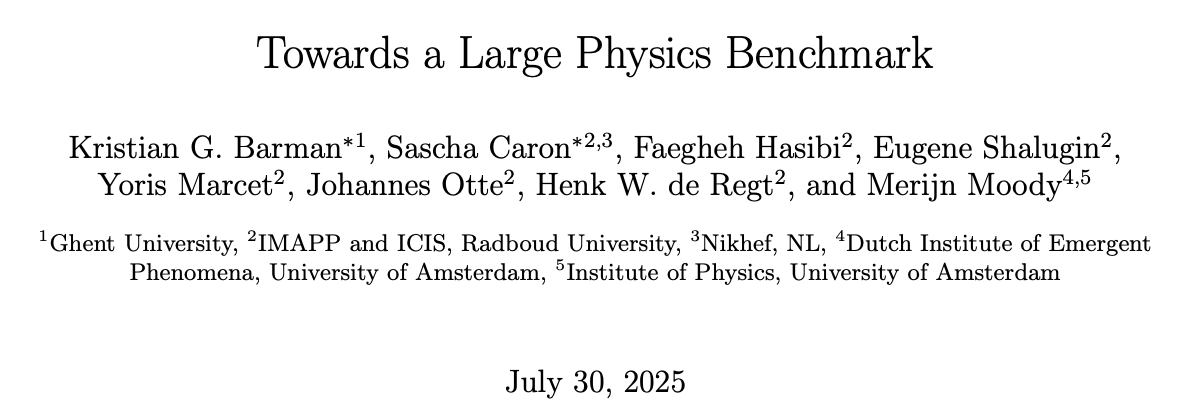 Towards a Large Physics Benchmark
Kristian G. Barman*¹, Sascha Caron*²,³, Faegheh Hasibi², Eugene Shalugin²,
Yoris Marcet², Johannes Otte², Henk W. de Regt², and Merijn Moody⁴,⁵
¹Ghent University, ²IMAPP and ICIS, Radboud University, ³Nikhef, NL, ⁴Dutch Institute of Emergent
Phenomena, University of Amsterdam, ⁵Institute of Physics, University of Amsterdam
July 30, 2025